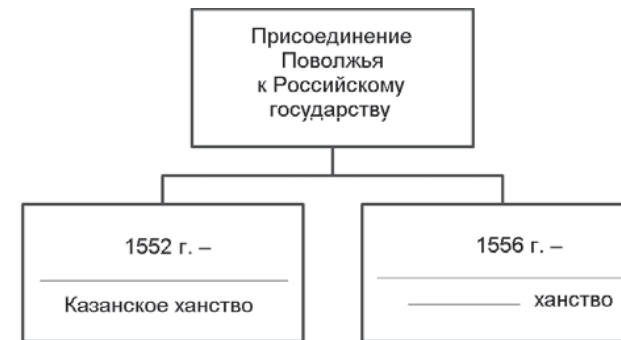 Присоединение
Поволжья
к Российскому
государству
1552 г. –
Казанское ханство
1556 г. –
ханство